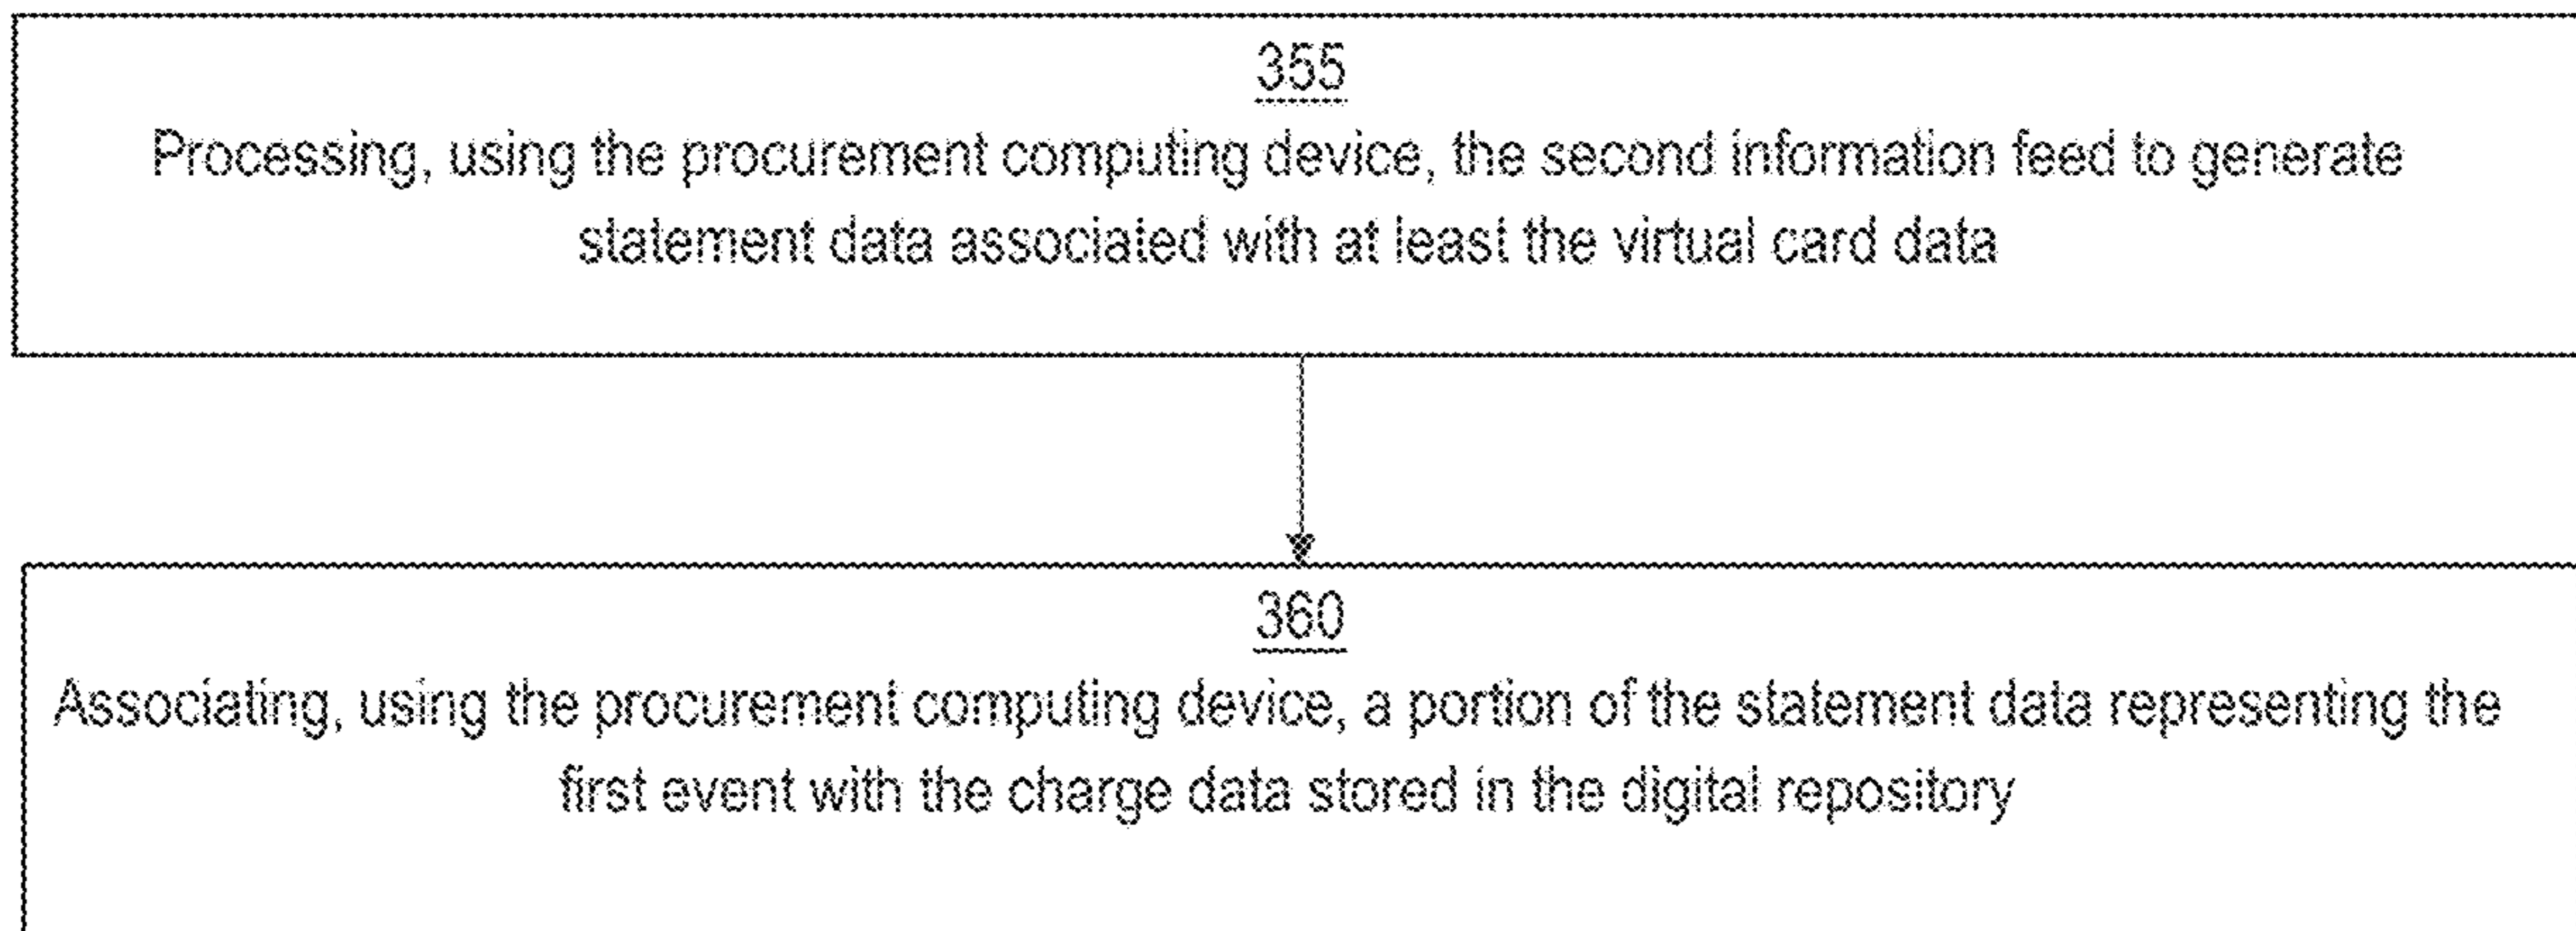 355
Processing, using the procurement computing device, the second information feed to generate
statement data associated with at least the virtual card data
360
Associating, using the procurement computing device, a portion of the statement data representing the
first event with the charge data stored in the digital repository